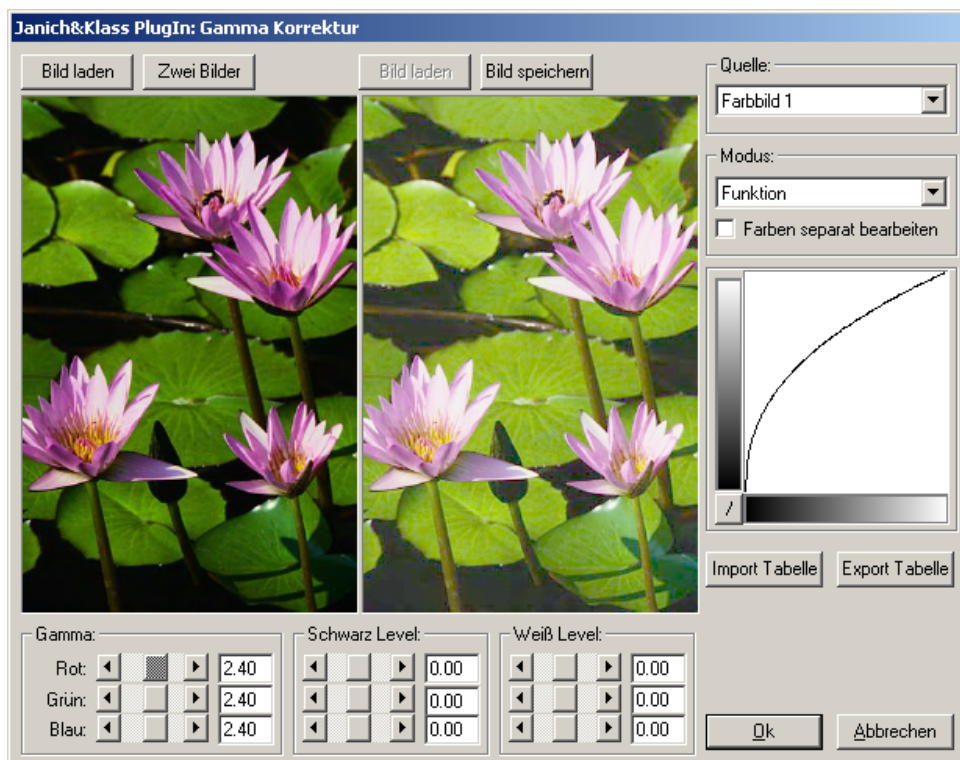 Janich&Klass PlugIn: Gamma Korrektur
Bild laden
Zwei Bilder
Bild laden
Bild speichern
Quelle:
Farbbild 1
Modus:
Funktion
Farben separat bearbeiten
/
Import Tabelle
Export Tabelle
Gamma:
Rot: 2.40
Grün: 2.40
Blau: 2.40
Schwarz Level:
0.00
0.00
0.00
Weiß Level:
0.00
0.00
0.00
Ok
Abbrechen